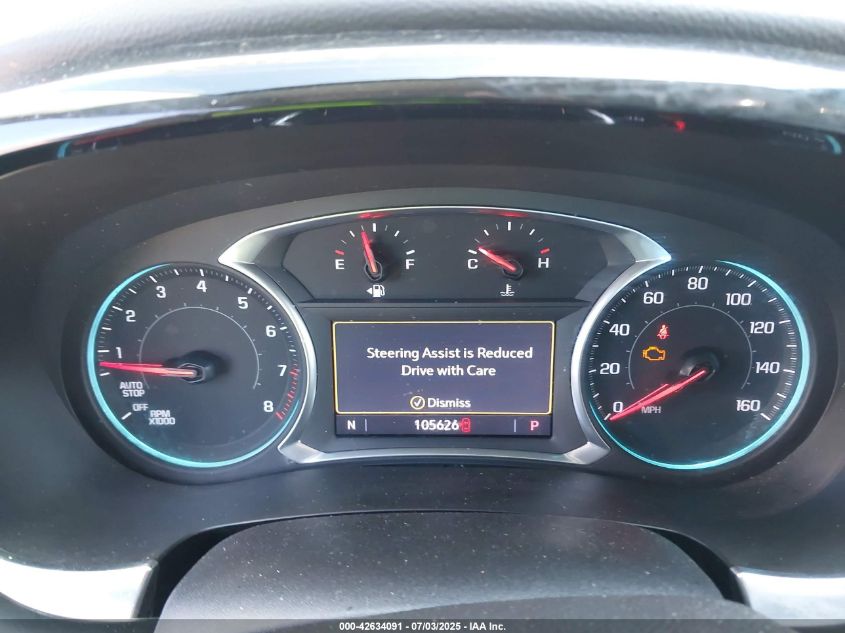 E F C H
1 2 3 4 5 6 7 8
AUTO
STOP
OFF
RPM
X1000
Steering Assist is Reduced
Drive with Care
Dismiss
N 105626 P
0 20 40 60 80 100 120 140 160
MPH
000-42634091 - 07/03/2025 - IAA Inc.